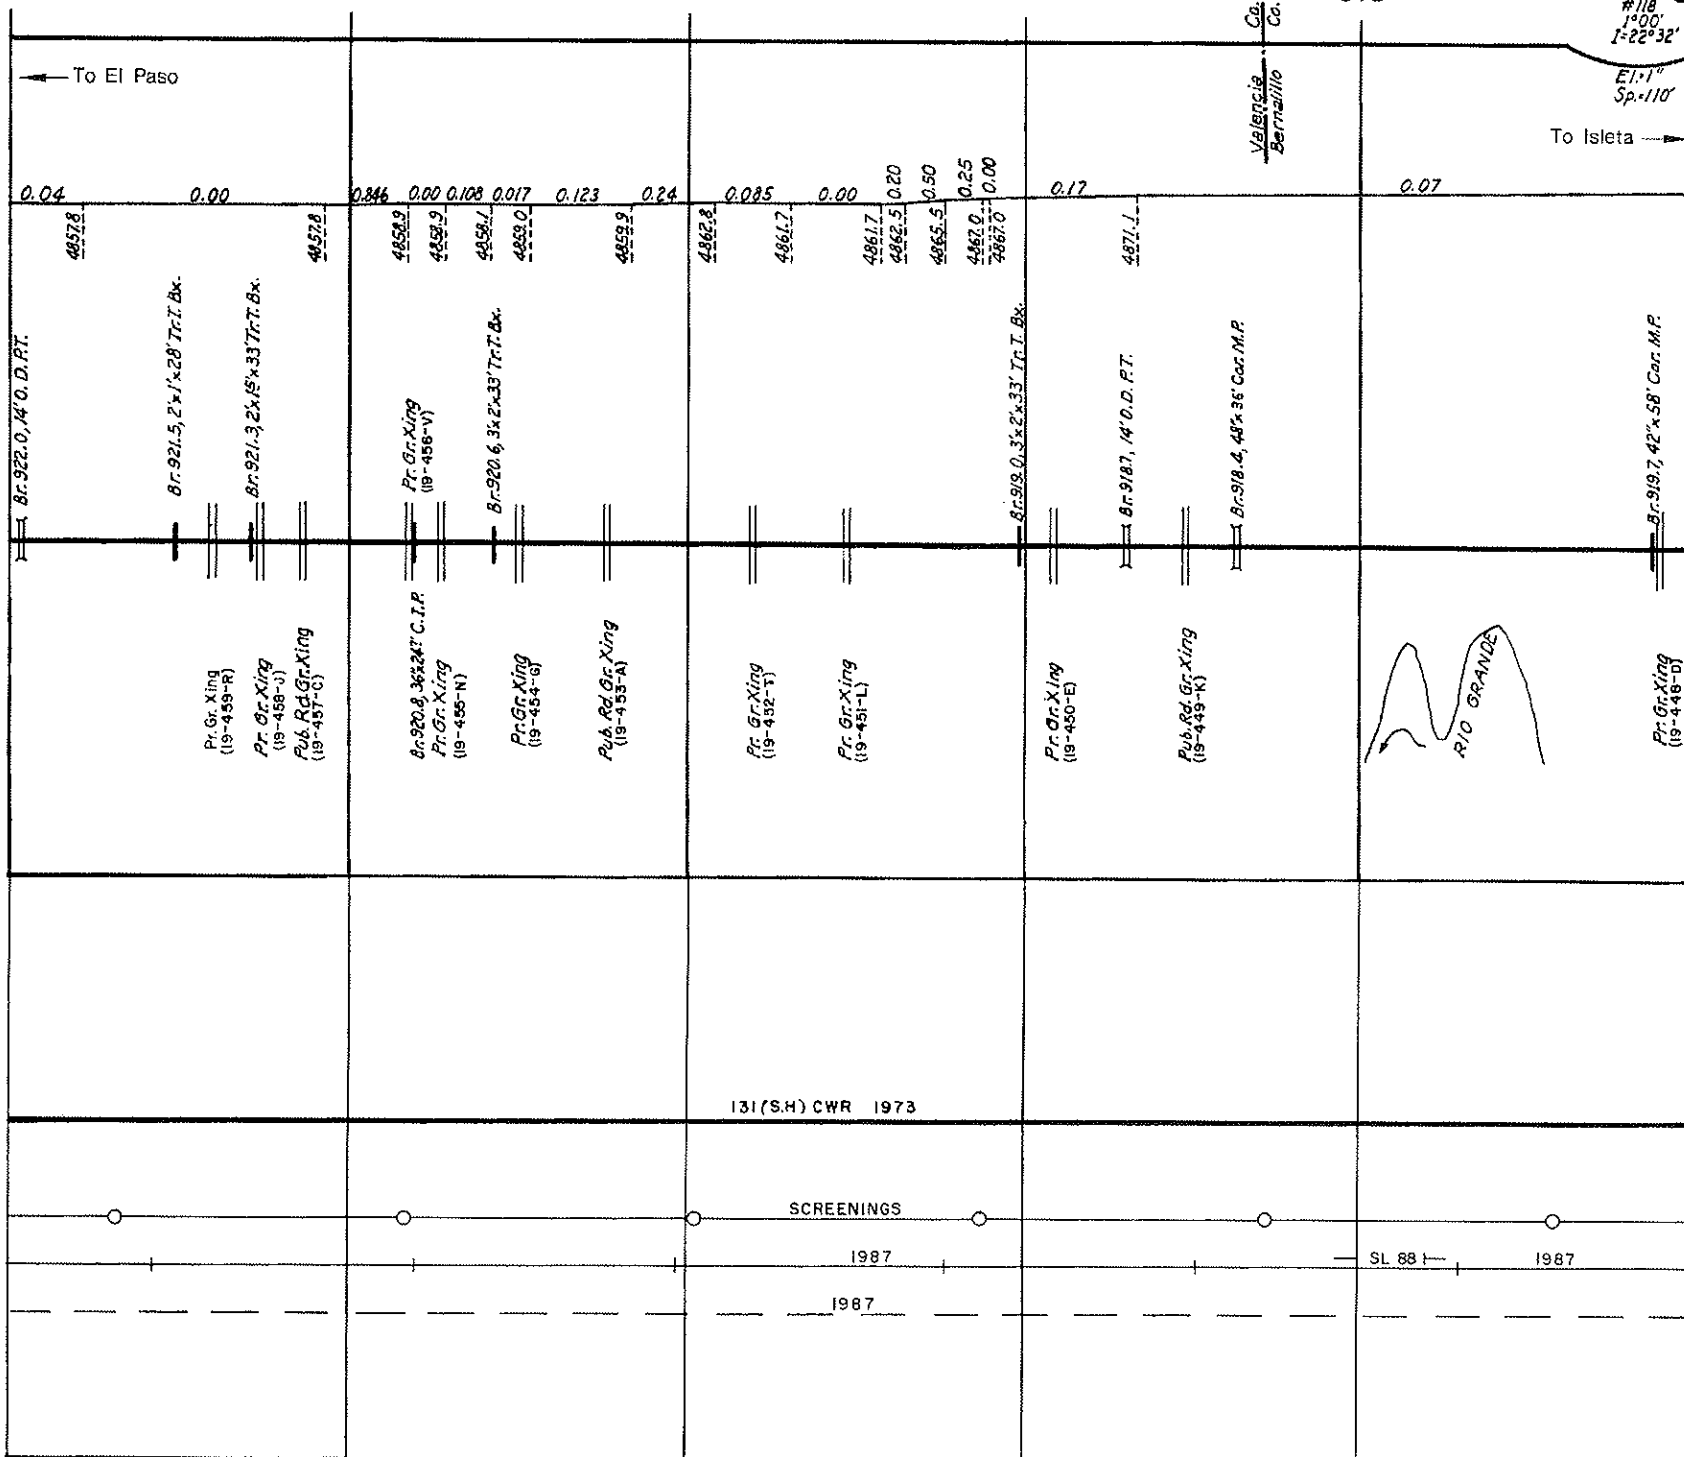 Co.
Co.
Valencia
Bernalillo
#118
1°00'
I=22°32'
El.=1"
Sp.=110'
To El Paso
To Isleta
0.04
0.00
0.846
0.00
0.108
0.017
0.123
0.24
0.085
0.00
0.20
0.50
0.25
0.00
0.17
0.07
4857.8
4857.8
4858.9
4858.9
4858.1
4859.0
4859.9
4862.8
4861.7
4861.7
4862.5
4865.5
4867.0
4867.0
4871.1
Br. 922.0, 14' O. D. P.T.
Br. 921.5, 2'x1'x28' Tr. T. Bx.
Br. 921.3, 2'x15'x33' Tr. T. Bx.
Pr. Gr. Xing
(19-456-V)
Br. 920.6, 3'x2'x33' Tr. T. Bx.
Br. 919.0, 3'x2'x33' Tr. T. Bx.
Br. 918.7, 14' O. D. P.T.
Br. 918.4, 48"x36' Cor. M.P.
Br. 919.7, 42"x58' Cor. M.P.
Pr. Gr. Xing
(19-459-R)
Pr. Gr. Xing
(19-458-J)
Pub. Rd. Gr. Xing
(19-457-C)
Br. 920.8, 36"x24' C.I.P.
Pr. Gr. Xing
(19-455-N)
Pr. Gr. Xing
(19-454-G)
Pub. Rd. Gr. Xing
(19-453-A)
Pr. Gr. Xing
(19-452-T)
Pr. Gr. Xing
(19-451-L)
Pr. Gr. Xing
(19-450-E)
Pub. Rd. Gr. Xing
(19-449-K)
RIO GRANDE
Pr. Gr. Xing
(19-448-D)
131 (S.H) CWR 1973
SCREENINGS
1987
SL 88
1987
1987